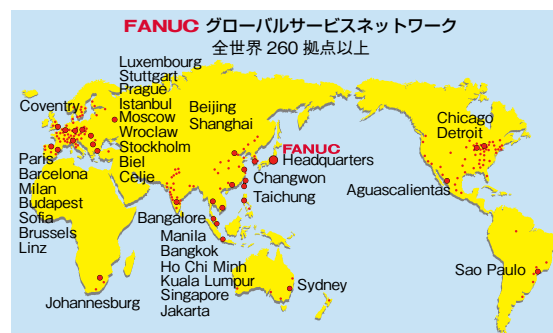 FANUC グローバルサービスネットワーク
全世界 260 拠点以上
Luxembourg
Stuttgart
Prague
Istanbul
Moscow
Wroclaw
Stockholm
Biel
Celje
Coventry
Beijing
Shanghai
Chicago
Detroit
FANUC
Headquarters
Changwon
Taichung
Aguascalientas
Paris
Barcelona
Milan
Budapest
Sofia
Brussels
Linz
Bangalore
Manila
Bangkok
Ho Chi Minh
Kuala Lumpur
Singapore
Jakarta
Sydney
Sao Paulo
Johannesburg